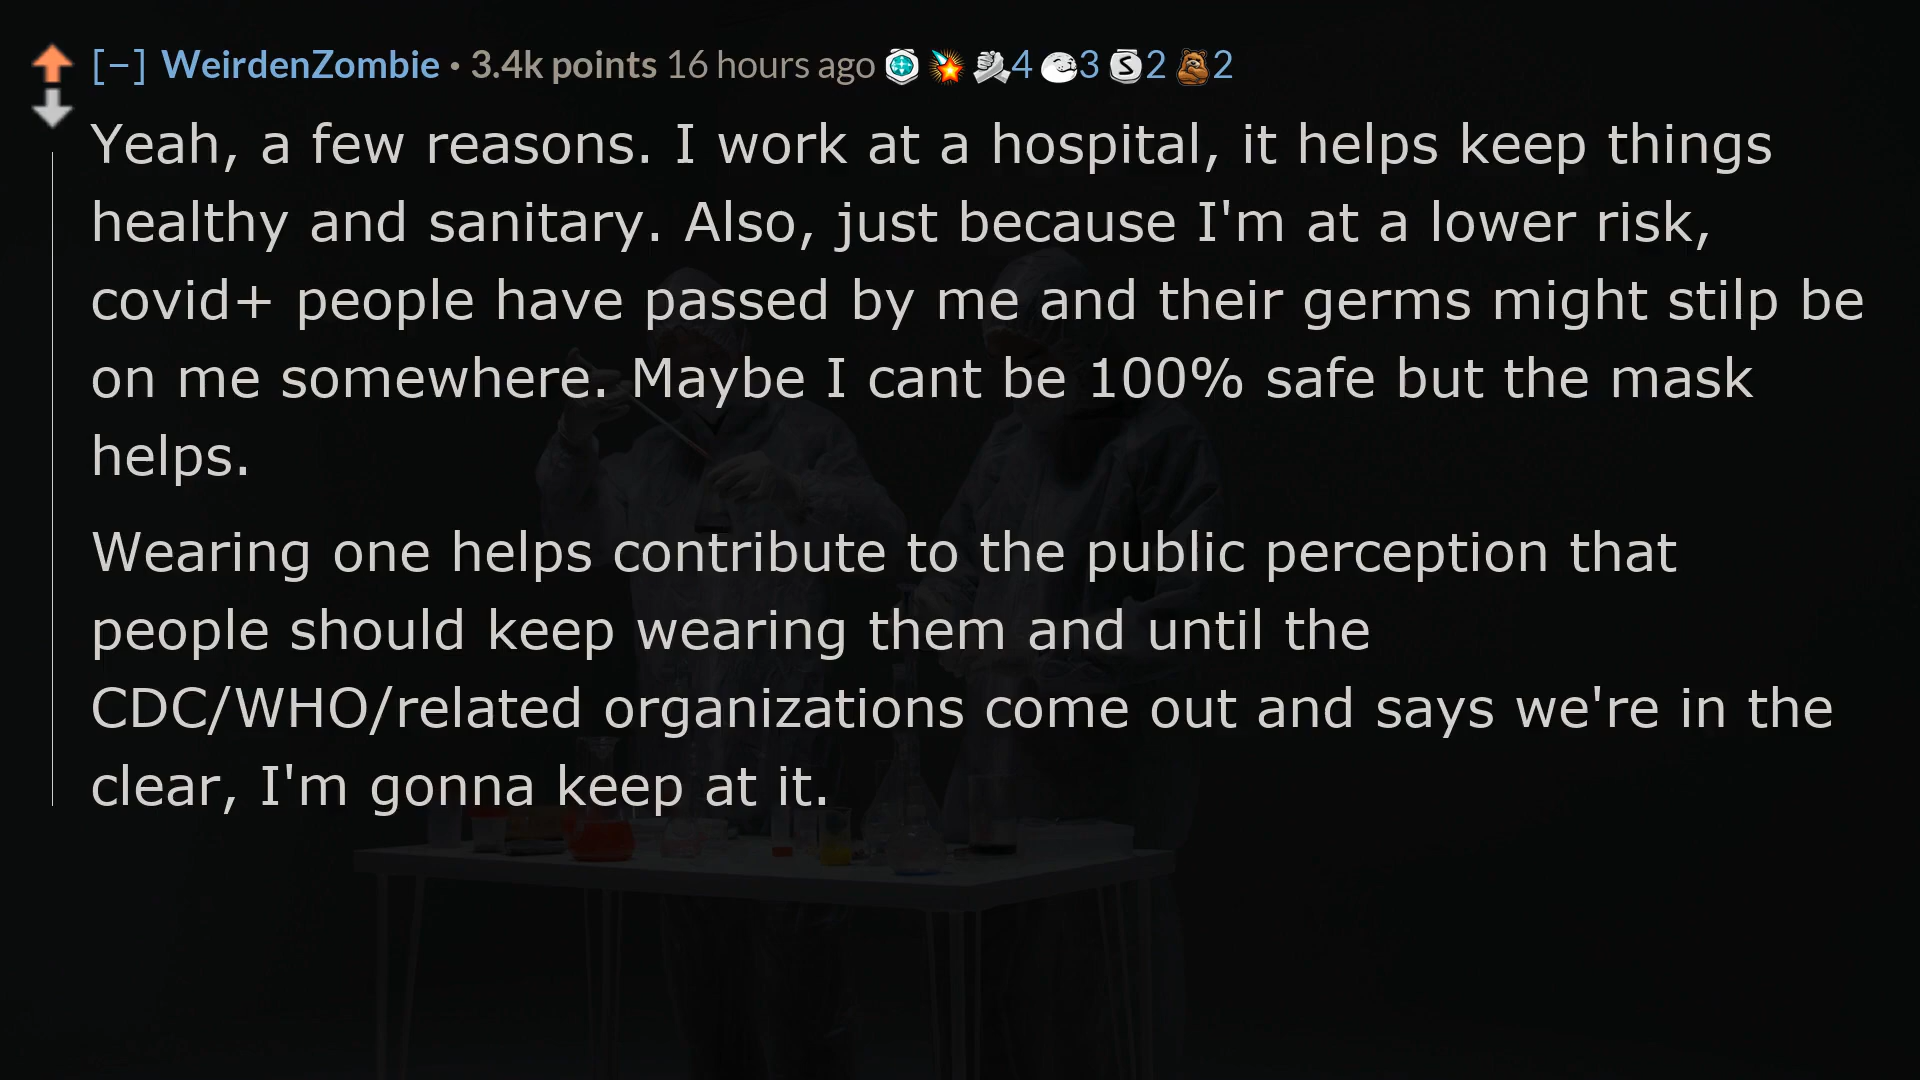 [–] WeirdenZombie · 3.4k points 16 hours ago 4 3 S 2 2
Yeah, a few reasons. I work at a hospital, it helps keep things
healthy and sanitary. Also, just because I'm at a lower risk,
covid+ people have passed by me and their germs might stilp be
on me somewhere. Maybe I cant be 100% safe but the mask
helps.
Wearing one helps contribute to the public perception that
people should keep wearing them and until the
CDC/WHO/related organizations come out and says we're in the
clear, I'm gonna keep at it.